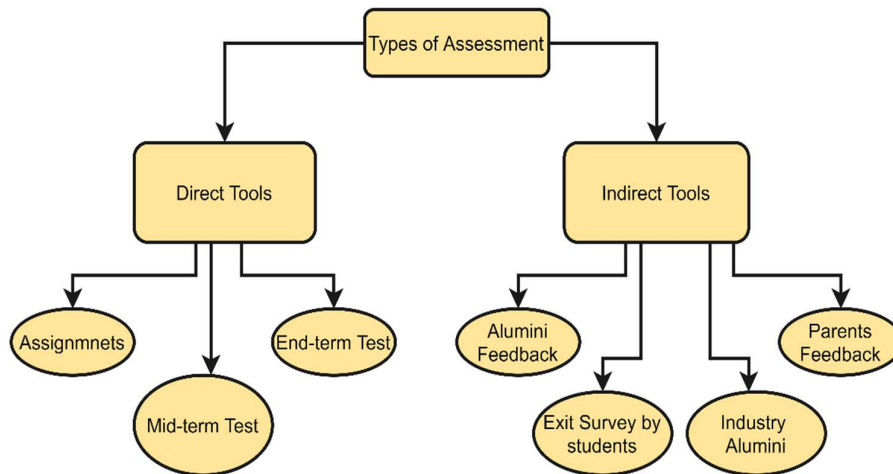 Types of Assessment
Direct Tools
Indirect Tools
Assignmnets
End-term Test
Alumini
Feedback
Parents
Feedback
Mid-term Test
Exit Survey by
students
Industry
Alumini